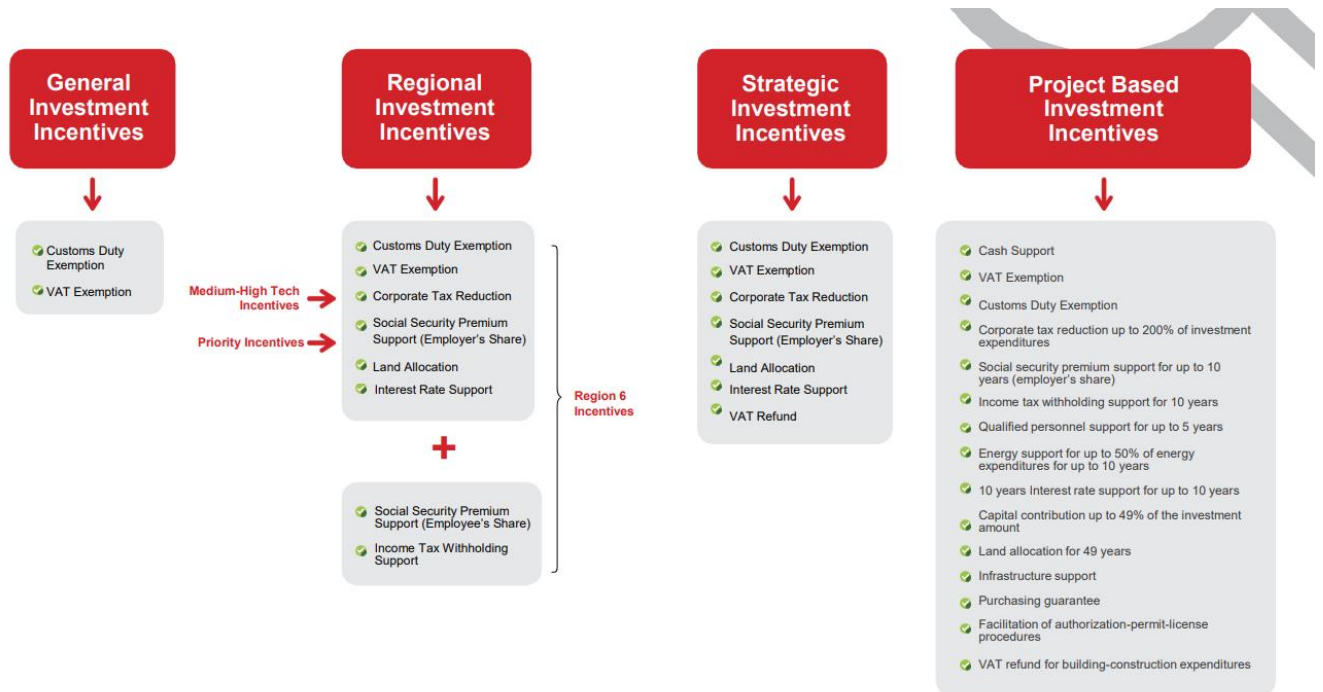 General
Investment
Incentives
Customs Duty
Exemption
VAT Exemption
Regional
Investment
Incentives
Medium-High Tech
Incentives
Priority Incentives
Customs Duty Exemption
VAT Exemption
Corporate Tax Reduction
Social Security Premium
Support (Employer's Share)
Land Allocation
Interest Rate Support
+
Social Security Premium
Support (Employee's Share)
Income Tax Withholding
Support
Region 6
Incentives
Strategic
Investment
Incentives
Customs Duty Exemption
VAT Exemption
Corporate Tax Reduction
Social Security Premium
Support (Employer's Share)
Land Allocation
Interest Rate Support
VAT Refund
Project Based
Investment
Incentives
Cash Support
VAT Exemption
Customs Duty Exemption
Corporate tax reduction up to 200% of investment
expenditures
Social security premium support for up to 10
years (employer's share)
Income tax withholding support for 10 years
Qualified personnel support for up to 5 years
Energy support for up to 50% of energy
expenditures for up to 10 years
10 years Interest rate support for up to 10 years
Capital contribution up to 49% of the investment
amount
Land allocation for 49 years
Infrastructure support
Purchasing guarantee
Facilitation of authorization-permit-license
procedures
VAT refund for building-construction expenditures